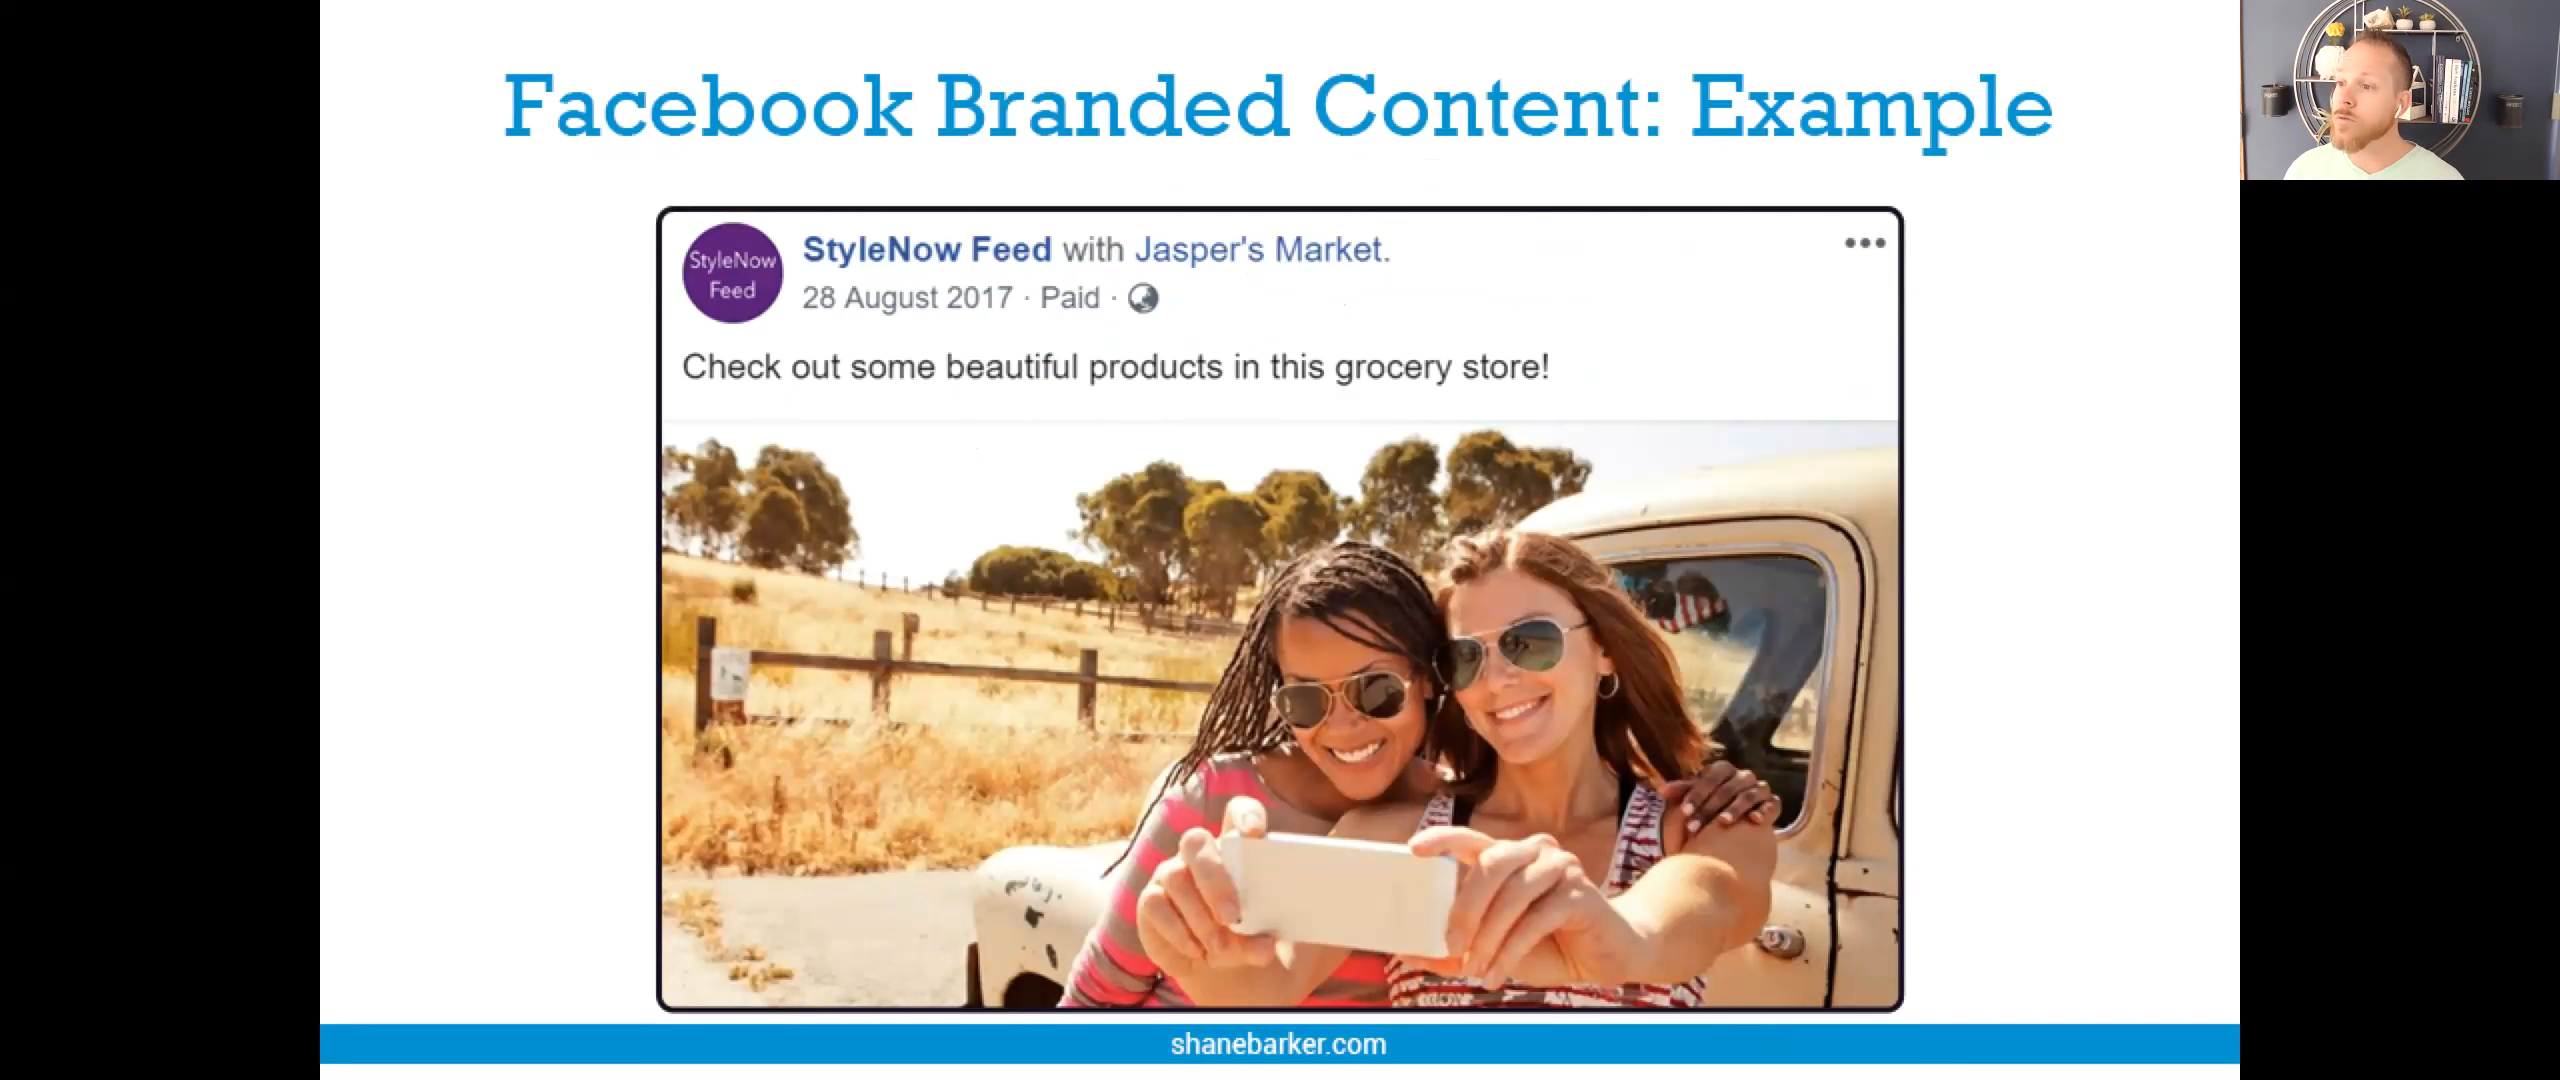 Facebook Branded Content: Example
StyleNow
Feed
StyleNow Feed with Jasper's Market.
28 August 2017 · Paid ·
Check out some beautiful products in this grocery store!
shanebarker.com